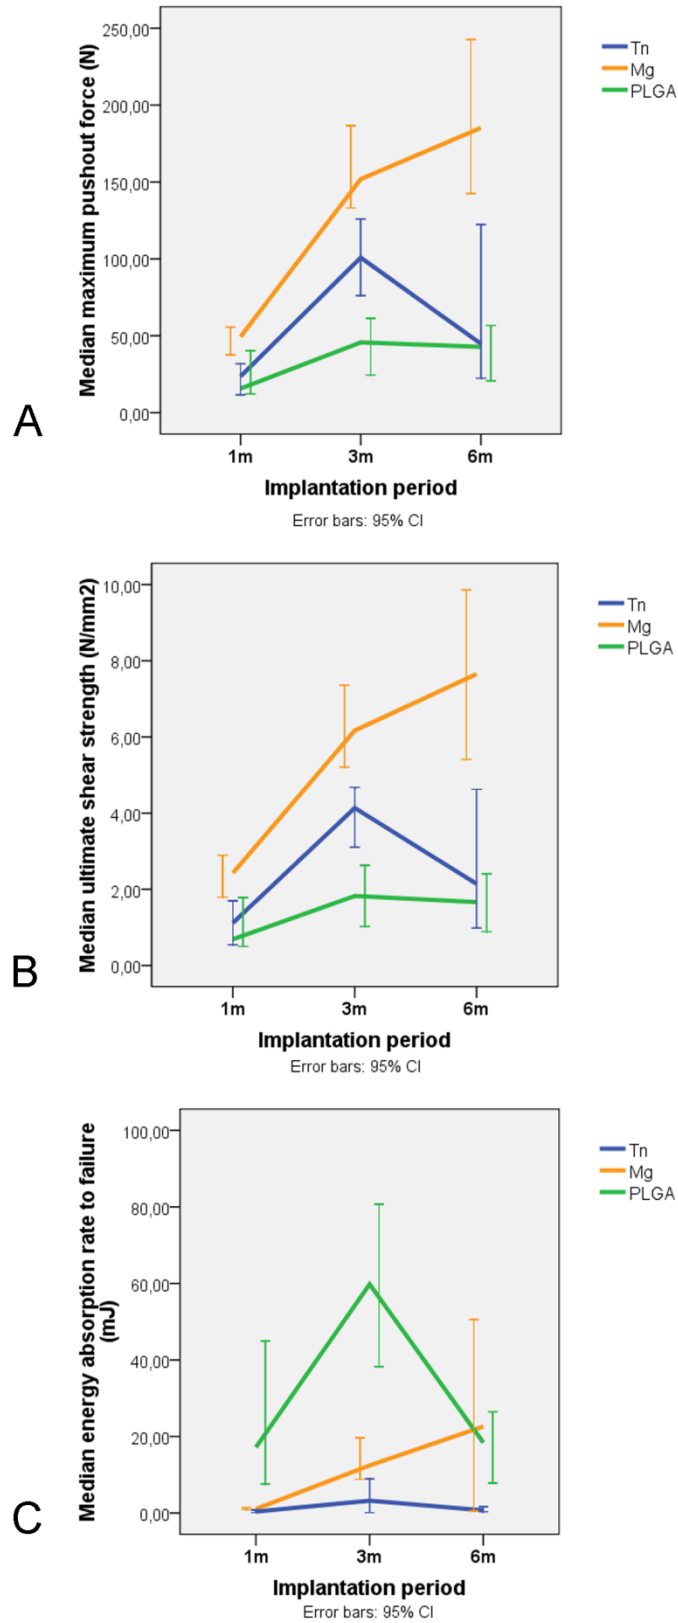 Median maximum pushout force (N)
250,00
200,00
150,00
100,00
50,00
0,00
1m 3m 6m
Implantation period
Error bars: 95% CI
Tn
Mg
PLGA
A
Median ultimate shear strength (N/mm2)
10,00
8,00
6,00
4,00
2,00
0,00
1m 3m 6m
Implantation period
Error bars: 95% CI
Tn
Mg
PLGA
B
Median energy absorption rate to failure
(mJ)
100,00
80,00
60,00
40,00
20,00
0,00
1m 3m 6m
Implantation period
Error bars: 95% CI
Tn
Mg
PLGA
C